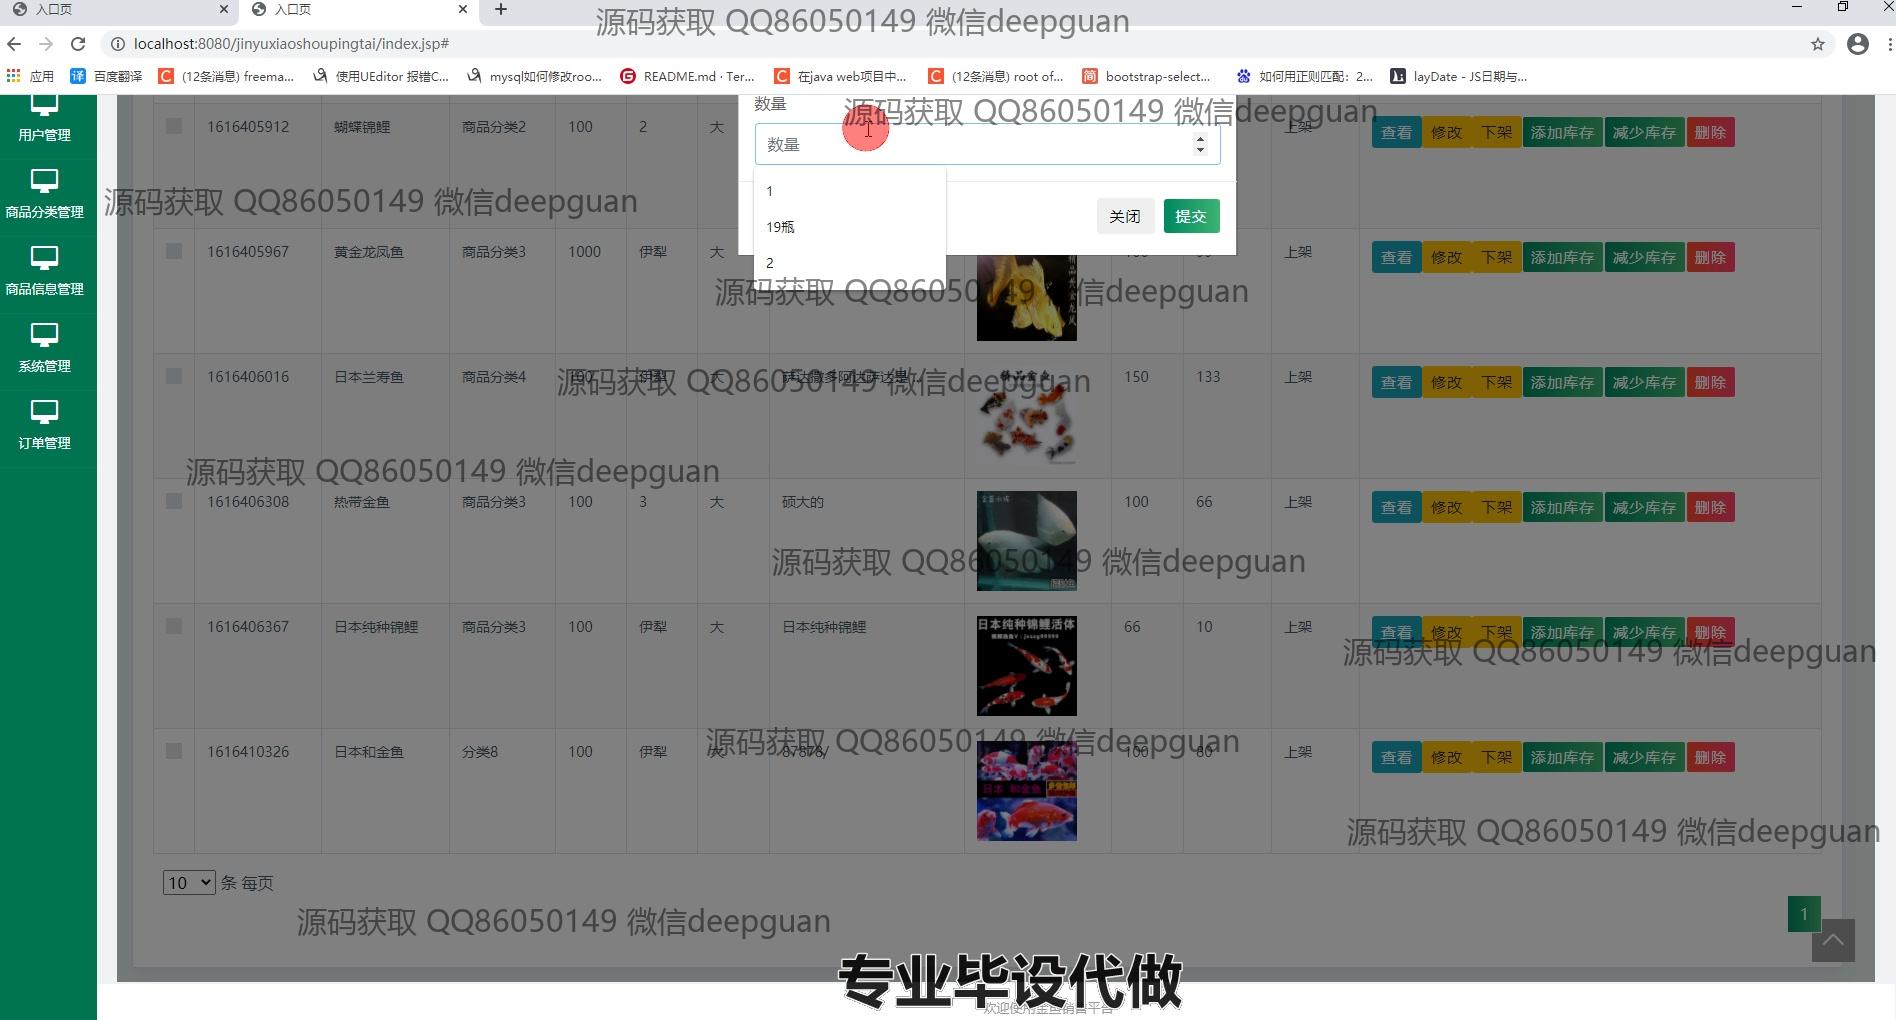 入口页
入口页
源码获取 QQ86050149 微信deepguan
localhost:8080/jinyuxiaoshoupingtai/index.jsp#
应用
百度翻译
(12条消息) freema...
使用UEditor 报错C...
mysql如何修改roo...
README.md · Ter...
在java web项目中...
(12条消息) root of...
bootstrap-select...
如何用正则匹配：2...
layDate - JS日期与...
用户管理
商品分类管理
商品信息管理
系统管理
订单管理
数量
源码获取 QQ86050149 微信deepguan
数量
1
19瓶
2
关闭 提交
1616405912 蝴蝶锦鲤 商品分类2 100 2 大 上架 查看 修改 下架 添加库存 减少库存 删除
源码获取 QQ86050149 微信deepguan
1616405967 黄金龙凤鱼 商品分类3 1000 伊犁 大 上架 查看 修改 下架 添加库存 减少库存 删除
源码获取 QQ86050149 微信deepguan
1616406016 日本兰寿鱼 商品分类4 100 伊犁 大 150 133 上架 查看 修改 下架 添加库存 减少库存 删除
源码获取 QQ86050149 微信deepguan
源码获取 QQ86050149 微信deepguan
1616406308 热带金鱼 商品分类3 100 3 大 硕大的 100 66 上架 查看 修改 下架 添加库存 减少库存 删除
源码获取 QQ86050149 微信deepguan
1616406367 日本纯种锦鲤 商品分类3 100 伊犁 大 日本纯种锦鲤 66 10 上架 查看 修改 下架 添加库存 减少库存 删除
日本纯种锦鲤活体
源码获取 QQ86050149 微信deepguan
源码获取 QQ86050149 微信deepguan
1616410326 日本和金鱼 分类8 100 伊犁 大 87878/ 100 80 上架 查看 修改 下架 添加库存 减少库存 删除
日本 和金鱼
源码获取 QQ86050149 微信deepguan
10 条 每页
1
源码获取 QQ86050149 微信deepguan
专业毕设代做
欢迎使用金鱼销售平台